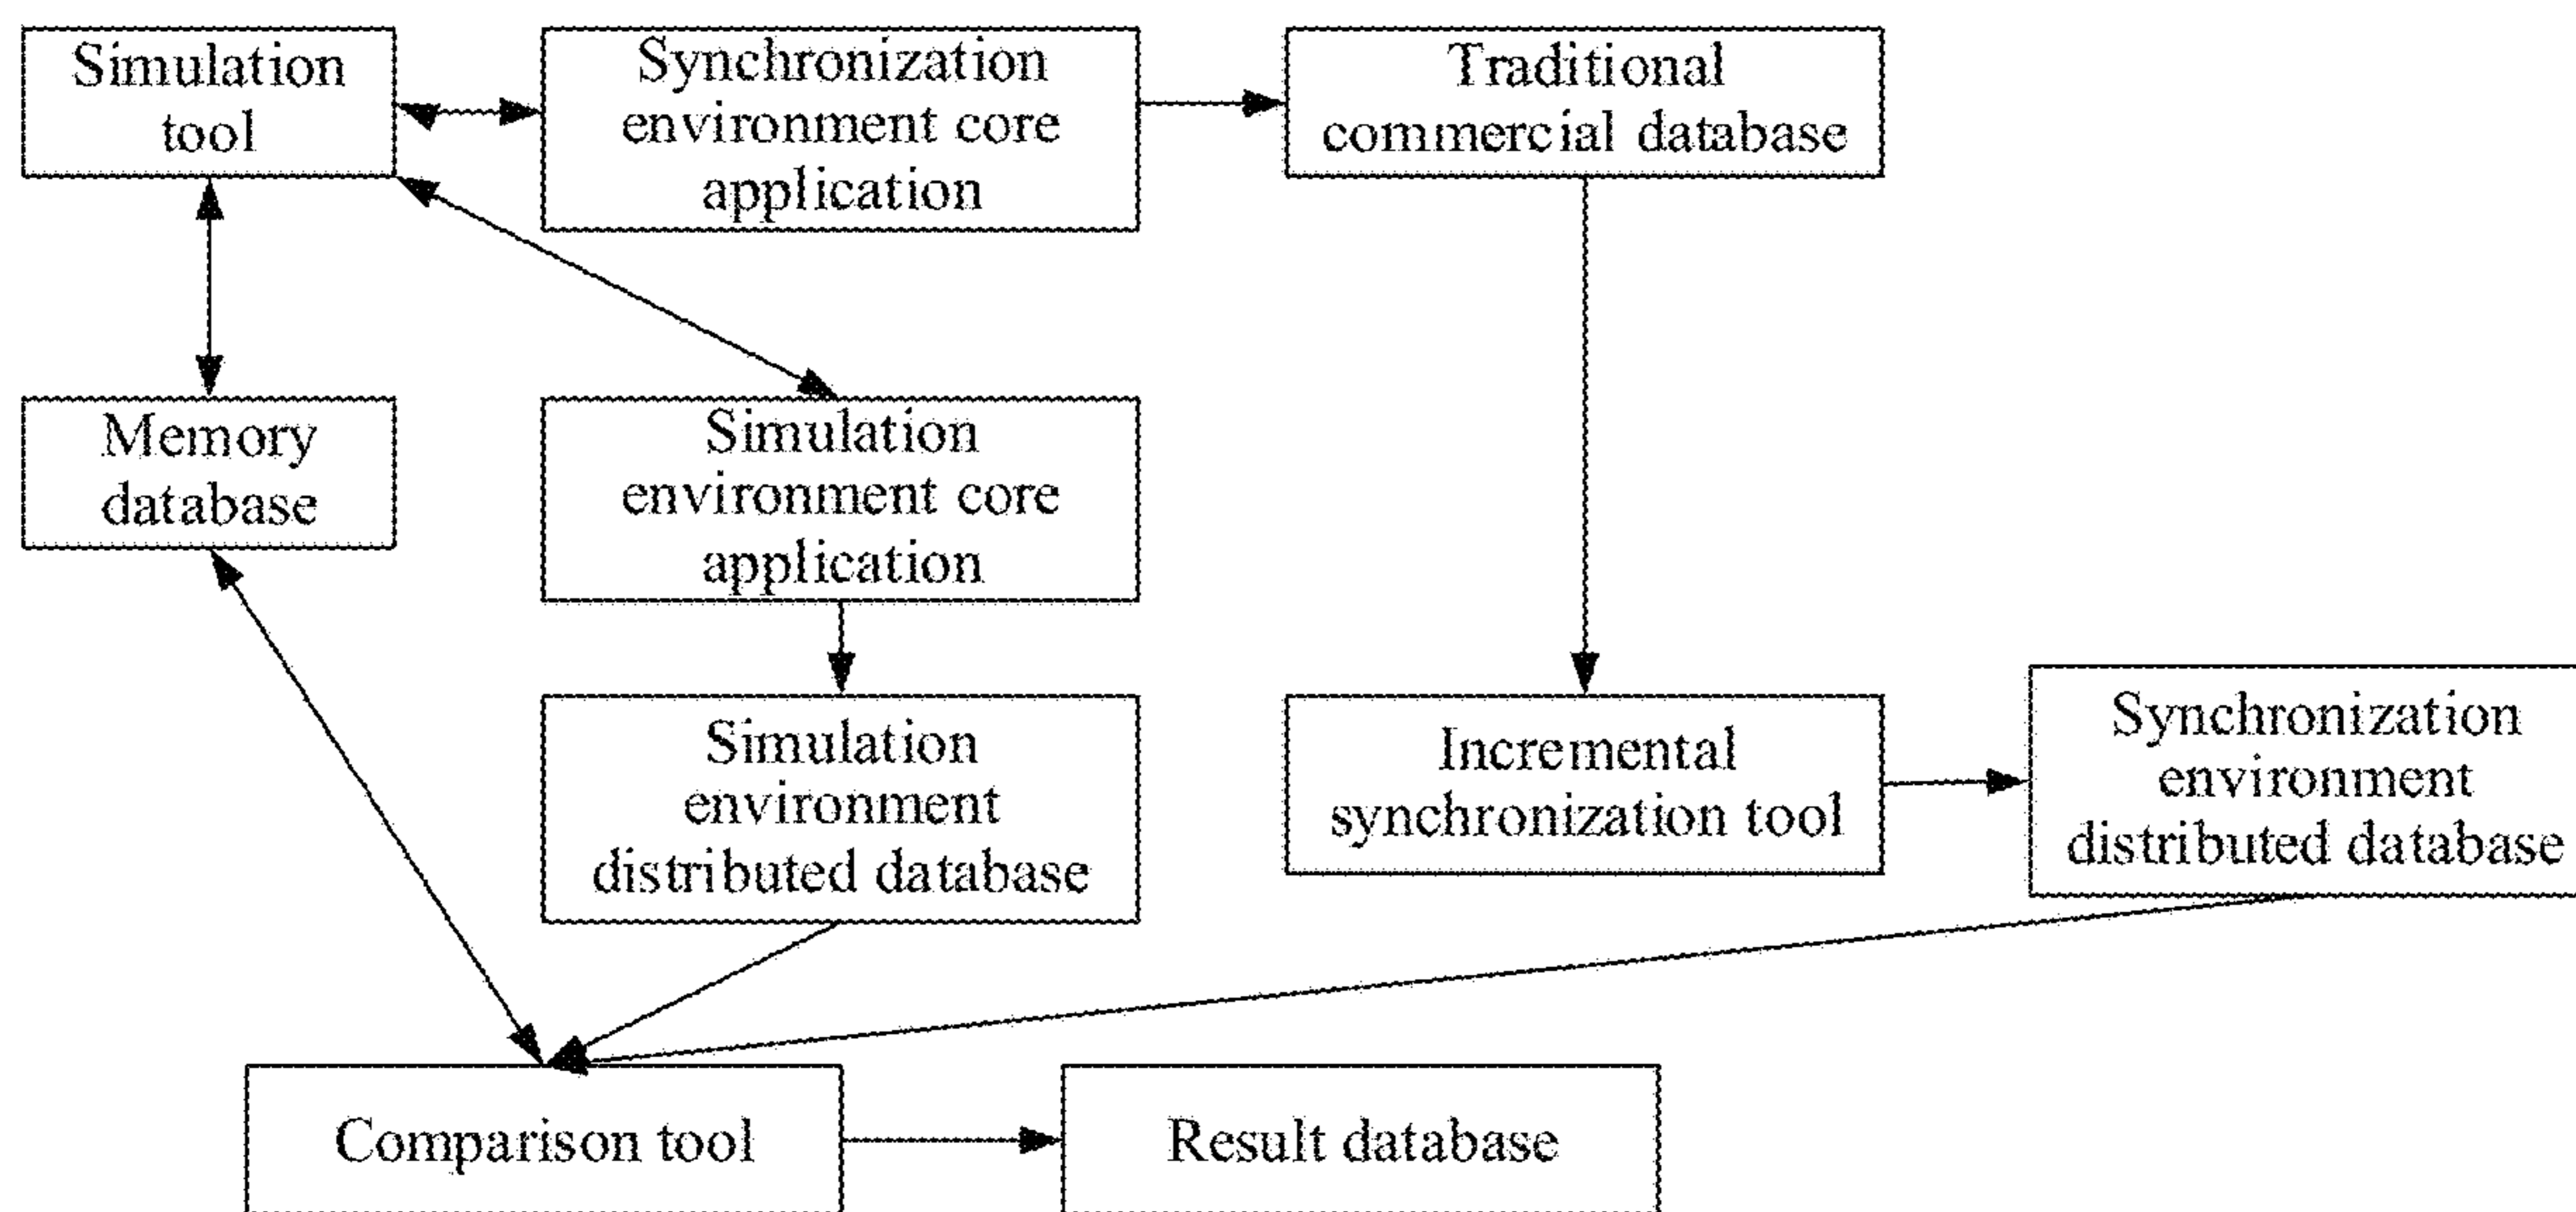 Simulation
tool
Synchronization
environment core
application
Traditional
commercial database
Memory
database
Simulation
environment core
application
Simulation
environment
distributed database
Incremental
synchronization tool
Synchronization
environment
distributed database
Comparison tool
Result database